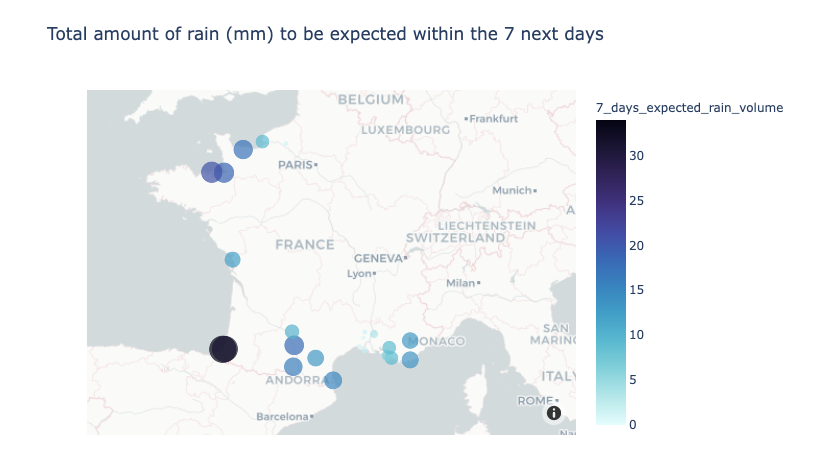 Total amount of rain (mm) to be expected within the 7 next days
7_days_expected_rain_volume
BELGIUM
Frankfurt
LUXEMBOURG
PARIS
Munich
A
LIECHTENSTEIN
SWITZERLAND
FRANCE
GENEVA
Lyon
Milan
SAN
MARINO
MONACO
ITALY
ANDORRA
ROME
Barcelona
Na
30
25
20
15
10
5
0
i